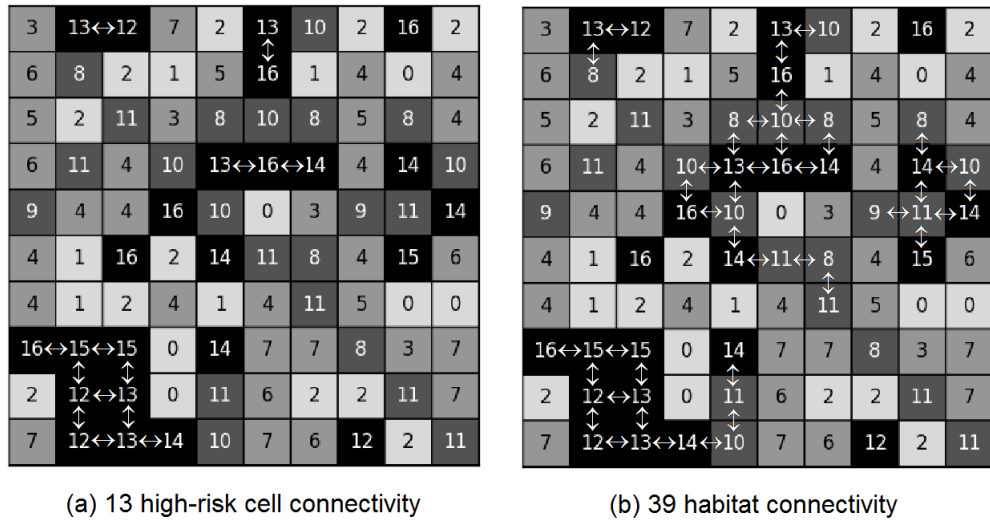 3 13 12 7 2 13 10 2 16 2
6 8 2 1 5 16 1 4 0 4
5 2 11 3 8 10 8 5 8 4
6 11 4 10 13 16 14 4 14 10
9 4 4 16 10 0 3 9 11 14
4 1 16 2 14 11 8 4 15 6
4 1 2 4 1 4 11 5 0 0
16 15 15 0 14 7 7 8 3 7
2 12 13 0 11 6 2 2 11 7
7 12 13 14 10 7 6 12 2 11
(a) 13 high-risk cell connectivity
3 13 12 7 2 13 10 2 16 2
6 8 2 1 5 16 1 4 0 4
5 2 11 3 8 10 8 5 8 4
6 11 4 10 13 16 14 4 14 10
9 4 4 16 10 0 3 9 11 14
4 1 16 2 14 11 8 4 15 6
4 1 2 4 1 4 11 5 0 0
16 15 15 0 14 7 7 8 3 7
2 12 13 0 11 6 2 2 11 7
7 12 13 14 10 7 6 12 2 11
(b) 39 habitat connectivity